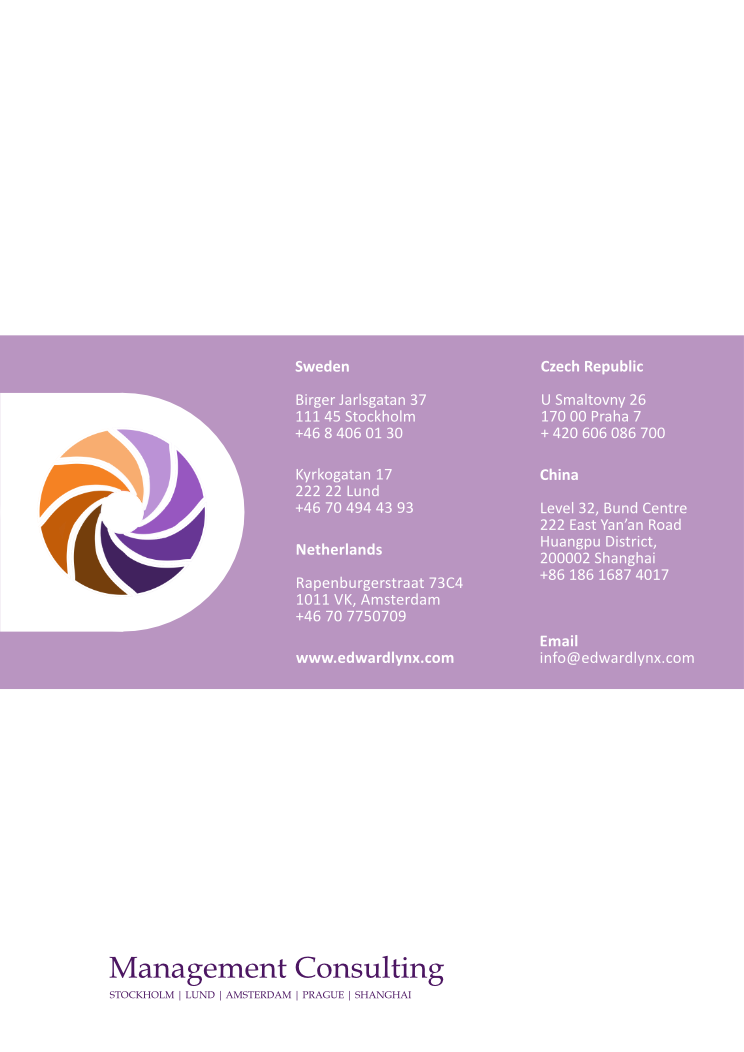 Sweden
Birger Jarlsgatan 37
111 45 Stockholm
+46 8 406 01 30
Kyrkogatan 17
222 22 Lund
+46 70 494 43 93
Netherlands
Rapenburgerstraat 73C4
1011 VK, Amsterdam
+46 70 7750709
www.edwardlynx.com
Czech Republic
U Smaltovny 26
170 00 Praha 7
+ 420 606 086 700
China
Level 32, Bund Centre
222 East Yan’an Road
Huangpu District,
200002 Shanghai
+86 186 1687 4017
Email
info@edwardlynx.com
Management Consulting
STOCKHOLM | LUND | AMSTERDAM | PRAGUE | SHANGHAI